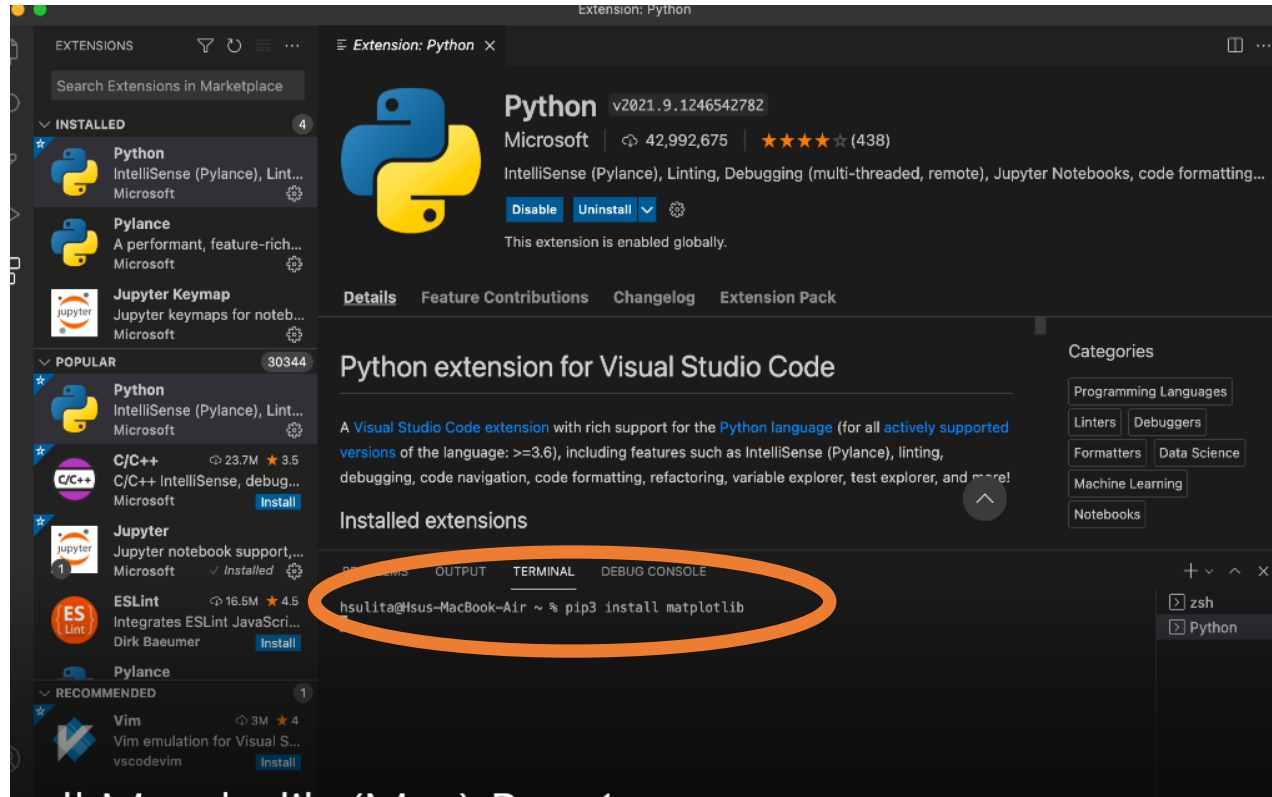 Extension: Python
EXTENSIONS
Search Extensions in Marketplace
INSTALLED 4
Python
IntelliSense (Pylance), Lint...
Microsoft
Pylance
A performant, feature-rich...
Microsoft
jupyter
Jupyter Keymap
Jupyter keymaps for noteb...
Microsoft
POPULAR 30344
Python
IntelliSense (Pylance), Lint...
Microsoft
C/C++
C/C++ 23.7M ★ 3.5
C/C++ IntelliSense, debug...
Microsoft Install
jupyter
1
Jupyter
Jupyter notebook support,...
Microsoft ✓ Installed
ES
Lint
ESLint 16.5M ★ 4.5
Integrates ESLint JavaScri...
Dirk Baeumer Install
Pylance
RECOMMENDED 1
Vim 3M ★ 4
Vim emulation for Visual S...
vscodevim Install
Extension: Python ×
Python v2021.9.1246542782
Microsoft 42,992,675 ★★★★☆ (438)
IntelliSense (Pylance), Linting, Debugging (multi-threaded, remote), Jupyter Notebooks, code formatting...
Disable Uninstall
This extension is enabled globally.
Details Feature Contributions Changelog Extension Pack
Python extension for Visual Studio Code
A Visual Studio Code extension with rich support for the Python language (for all actively supported
versions of the language: >=3.6), including features such as IntelliSense (Pylance), linting,
debugging, code navigation, code formatting, refactoring, variable explorer, test explorer, and more!
Installed extensions
Categories
Programming Languages
Linters Debuggers
Formatters Data Science
Machine Learning
Notebooks
PROBLEMS OUTPUT TERMINAL DEBUG CONSOLE
hsulita@Hsus-MacBook-Air ~ % pip3 install matplotlib
zsh
Python